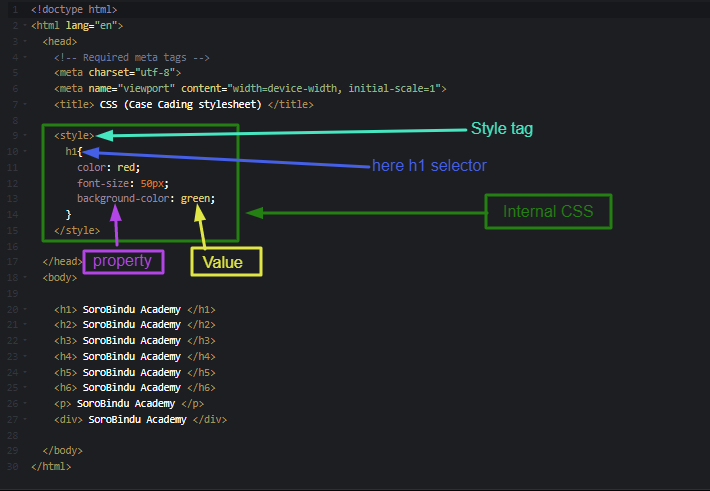 1 <!doctype html>
2 <html lang="en">
3 <head>
4 <!-- Required meta tags -->
5 <meta charset="utf-8">
6 <meta name="viewport" content="width=device-width, initial-scale=1">
7 <title> CSS (Case Cading stylesheet) </title>
8
9 <style> Style tag
10 h1{ here h1 selector
11 color: red;
12 font-size: 50px;
13 background-color: green; Internal CSS
14 }
15 </style>
16
17 </head> property Value
18 <body>
19
20 <h1> SoroBindu Academy </h1>
21 <h2> SoroBindu Academy </h2>
22 <h3> SoroBindu Academy </h3>
23 <h4> SoroBindu Academy </h4>
24 <h5> SoroBindu Academy </h5>
25 <h6> SoroBindu Academy </h6>
26 <p> SoroBindu Academy </p>
27 <div> SoroBindu Academy </div>
28
29 </body>
30 </html>